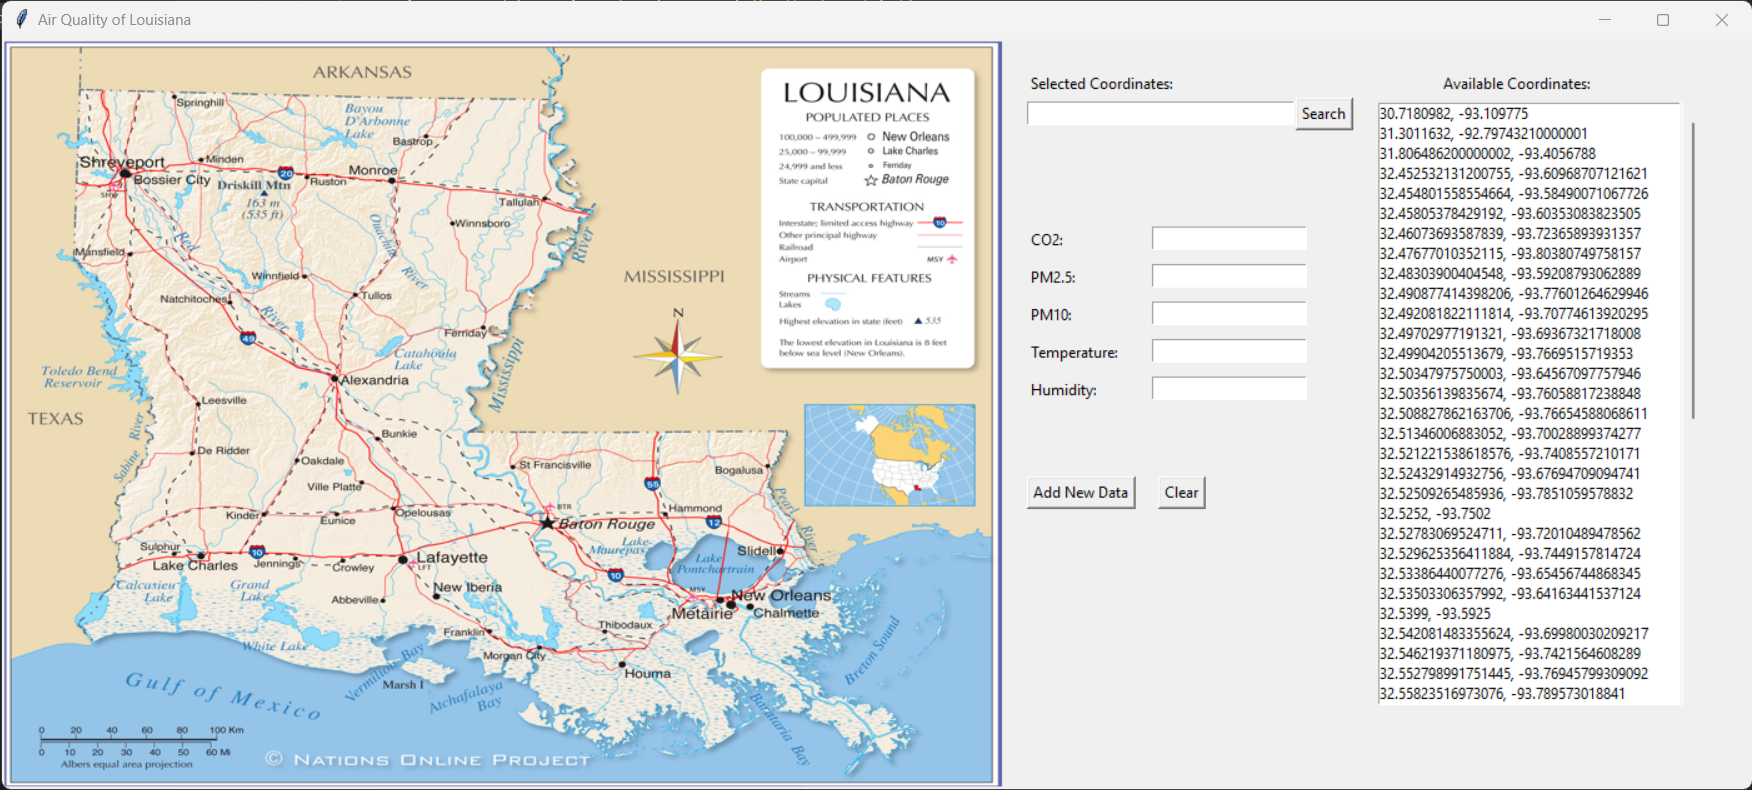 Air Quality of Louisiana
ARKANSAS
LOUISIANA
POPULATED PLACES
100,000 – 499,999 New Orleans
25,000 – 99,999 Lake Charles
24,999 and less Ferriday
State capital Baton Rouge
TRANSPORTATION
Interstate; limited access highway 10
Other principal highway
Railroad
Airport MSY
PHYSICAL FEATURES
Streams
Lakes
Highest elevation in state (feet) 535
The lowest elevation in Louisiana is 8 feet
below sea level (New Orleans).
Springhill
Bayou
D'Arbonne
Lake
Bastrop
Shreveport
Minden
Bossier City
20
Monroe
Driskill Mtn
163 m
(535 ft)
Ruston
Tallulah
Winnsboro
Red
River
Ouachita
River
Mansfield
River
Mississippi
MISSISSIPPI
Winnfield
Natchitoches
Tullos
49
Ferriday
N
Catahoula
Lake
Toledo Bend
Reservoir
Alexandria
TEXAS
Leesville
Sabine River
Bunkie
De Ridder
Oakdale
St Francisville
Bogalusa
Ville Platte
55
Pearl
River
Kinder
Eunice
Opelousas
BTR
Baton Rouge
Hammond
12
Sulphur
10
Lake Charles
Jennings
Crowley
Lafayette
LFT
Lake
Maurepas
Lake
Pontchartrain
Slidell
10
Calcasieu
Lake
Grand
Lake
Abbeville
New Iberia
MSY
New Orleans
Metairie
Chalmette
Franklin
Thibodaux
White Lake
Morgan City
Houma
Vermilion Bay
Marsh I
Atchafalaya
Bay
Barataria Bay
Breton Sound
Gulf of Mexico
0 20 40 60 80 100 Km
0 10 20 30 40 50 60 Mi
Albers equal area projection
© NATIONS ONLINE PROJECT
Selected Coordinates:
Search
CO2:
PM2.5:
PM10:
Temperature:
Humidity:
Add New Data
Clear
Available Coordinates:
30.7180982, -93.109775
31.3011632, -92.79743210000001
31.806486200000002, -93.4056788
32.452532131200755, -93.60968707121621
32.454801558554664, -93.58490071067726
32.45805378429192, -93.60353083823505
32.46073693587839, -93.72365893931357
32.47677010352115, -93.80380749758157
32.48303900404548, -93.59208793062889
32.490877414398206, -93.77601264629946
32.492081822111814, -93.70774613920295
32.49702977191321, -93.69367321718008
32.49904205513679, -93.7669515719353
32.50347975750003, -93.64567097757946
32.50356139835674, -93.76058817238848
32.508827862163706, -93.76654588068611
32.51346006883052, -93.70028899374277
32.521221538618576, -93.7408557210171
32.52432914932756, -93.67694709094741
32.52509265485936, -93.7851059578832
32.5252, -93.7502
32.52783069524711, -93.72010489478562
32.529625356411884, -93.7449157814724
32.53386440077276, -93.65456744868345
32.53503306357992, -93.64163441537124
32.5399, -93.5925
32.542081483355624, -93.69980030209217
32.546219371180975, -93.7421564608289
32.552798991751445, -93.76945799309092
32.55823516973076, -93.789573018841